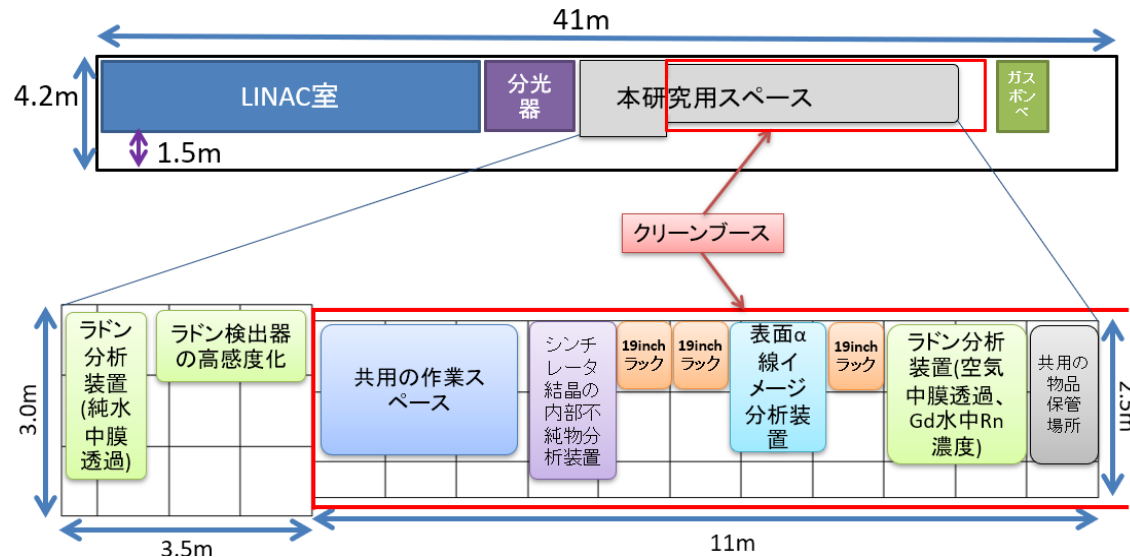 41m
4.2m
LINAC室
分光
器
本研究用スペース
ガス
ボン
ベ
1.5m
クリーンブース
3.0m
ラドン
分析
装置
(純水
中膜
透過)
ラドン検出器
の高感度化
共用の作業ス
ペース
シンチ
レータ
結晶の
内部不
純物分
析装置
19inch
ラック
19inch
ラック
表面α
線イ
メージ
分析装
置
19inch
ラック
ラドン分析
装置(空気
中膜透過、
Gd水中Rn
濃度)
共用の
物品
保管
場所
2.5m
3.5m
11m